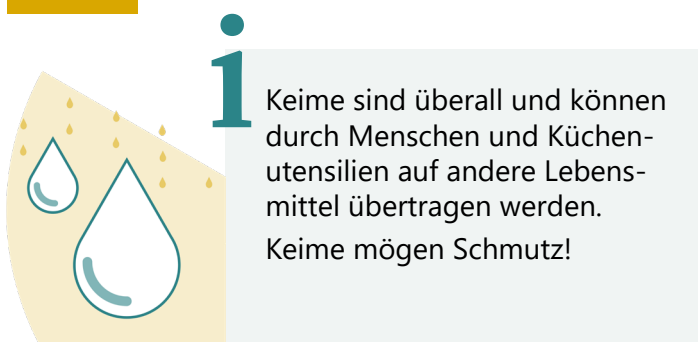 i
Keime sind überall und können
durch Menschen und Küchen-
utensilien auf andere Lebens-
mittel übertragen werden.
Keime mögen Schmutz!